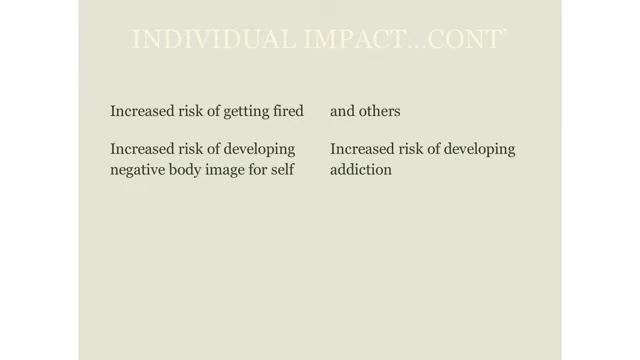 INDIVIDUAL IMPACT...CONT'
Increased risk of getting fired
Increased risk of developing
negative body image for self
and others
Increased risk of developing
addiction